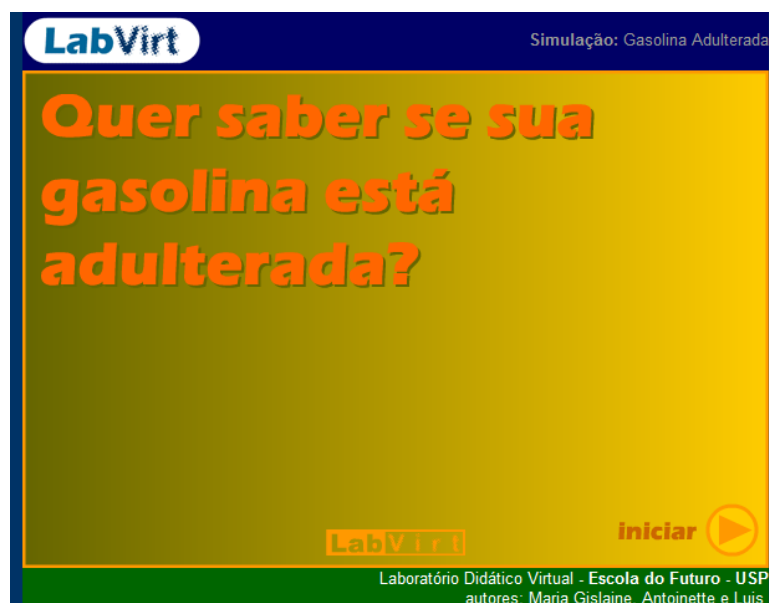 LabVirt
Simulação: Gasolina Adulterada
Quer saber se sua
gasolina está
adulterada?
iniciar
LabVirt
Laboratório Didático Virtual - Escola do Futuro - USP
autores: Maria Gislaine, Antoinette e Luis